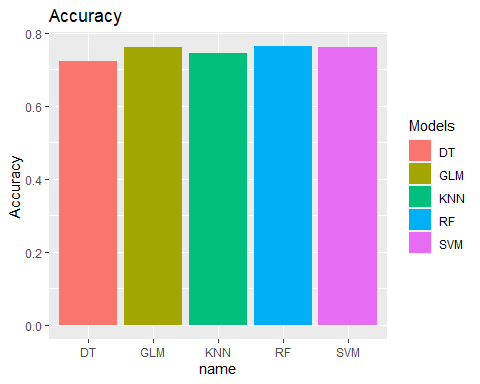 Accuracy
0.8
0.6
0.4
0.2
0.0
Accuracy
DT GLM KNN RF SVM
name
Models
DT
GLM
KNN
RF
SVM